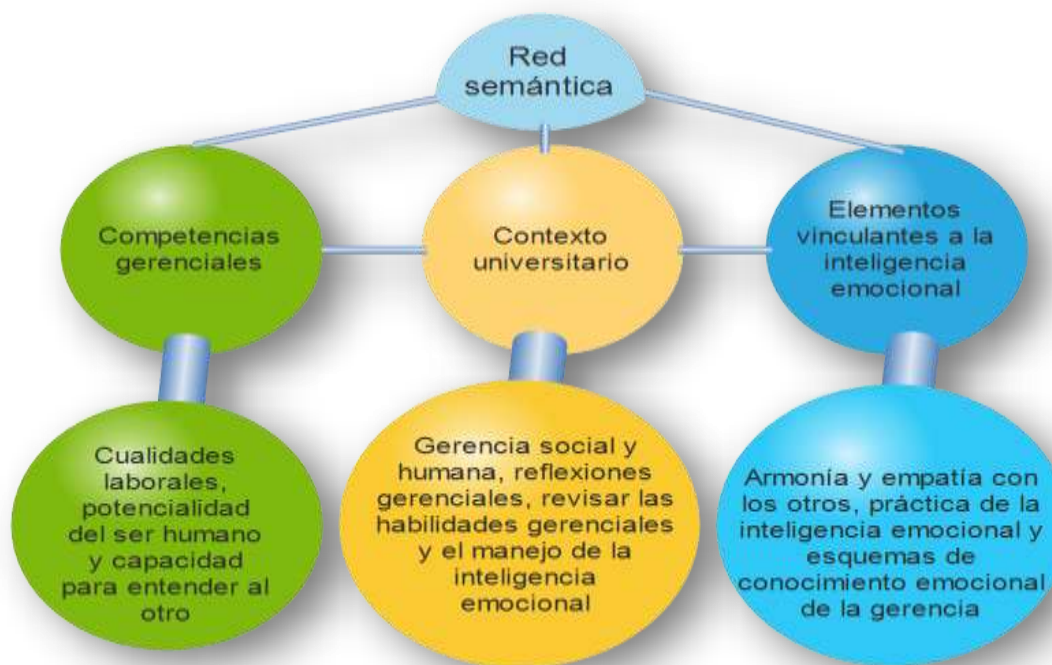 Red
semántica
Competencias
gerenciales
Contexto
universitario
Elementos
vinculantes a la
inteligencia
emocional
Cualidades
laborales,
potencialidad
del ser humano
y capacidad
para entender al
otro
Gerencia social y
humana, reflexiones
gerenciales, revisar las
habilidades gerenciales
y el manejo de la
inteligencia
emocional
Armonía y empatía con
los otros, práctica de la
inteligencia emocional y
esquemas de
conocimiento emocional
de la gerencia